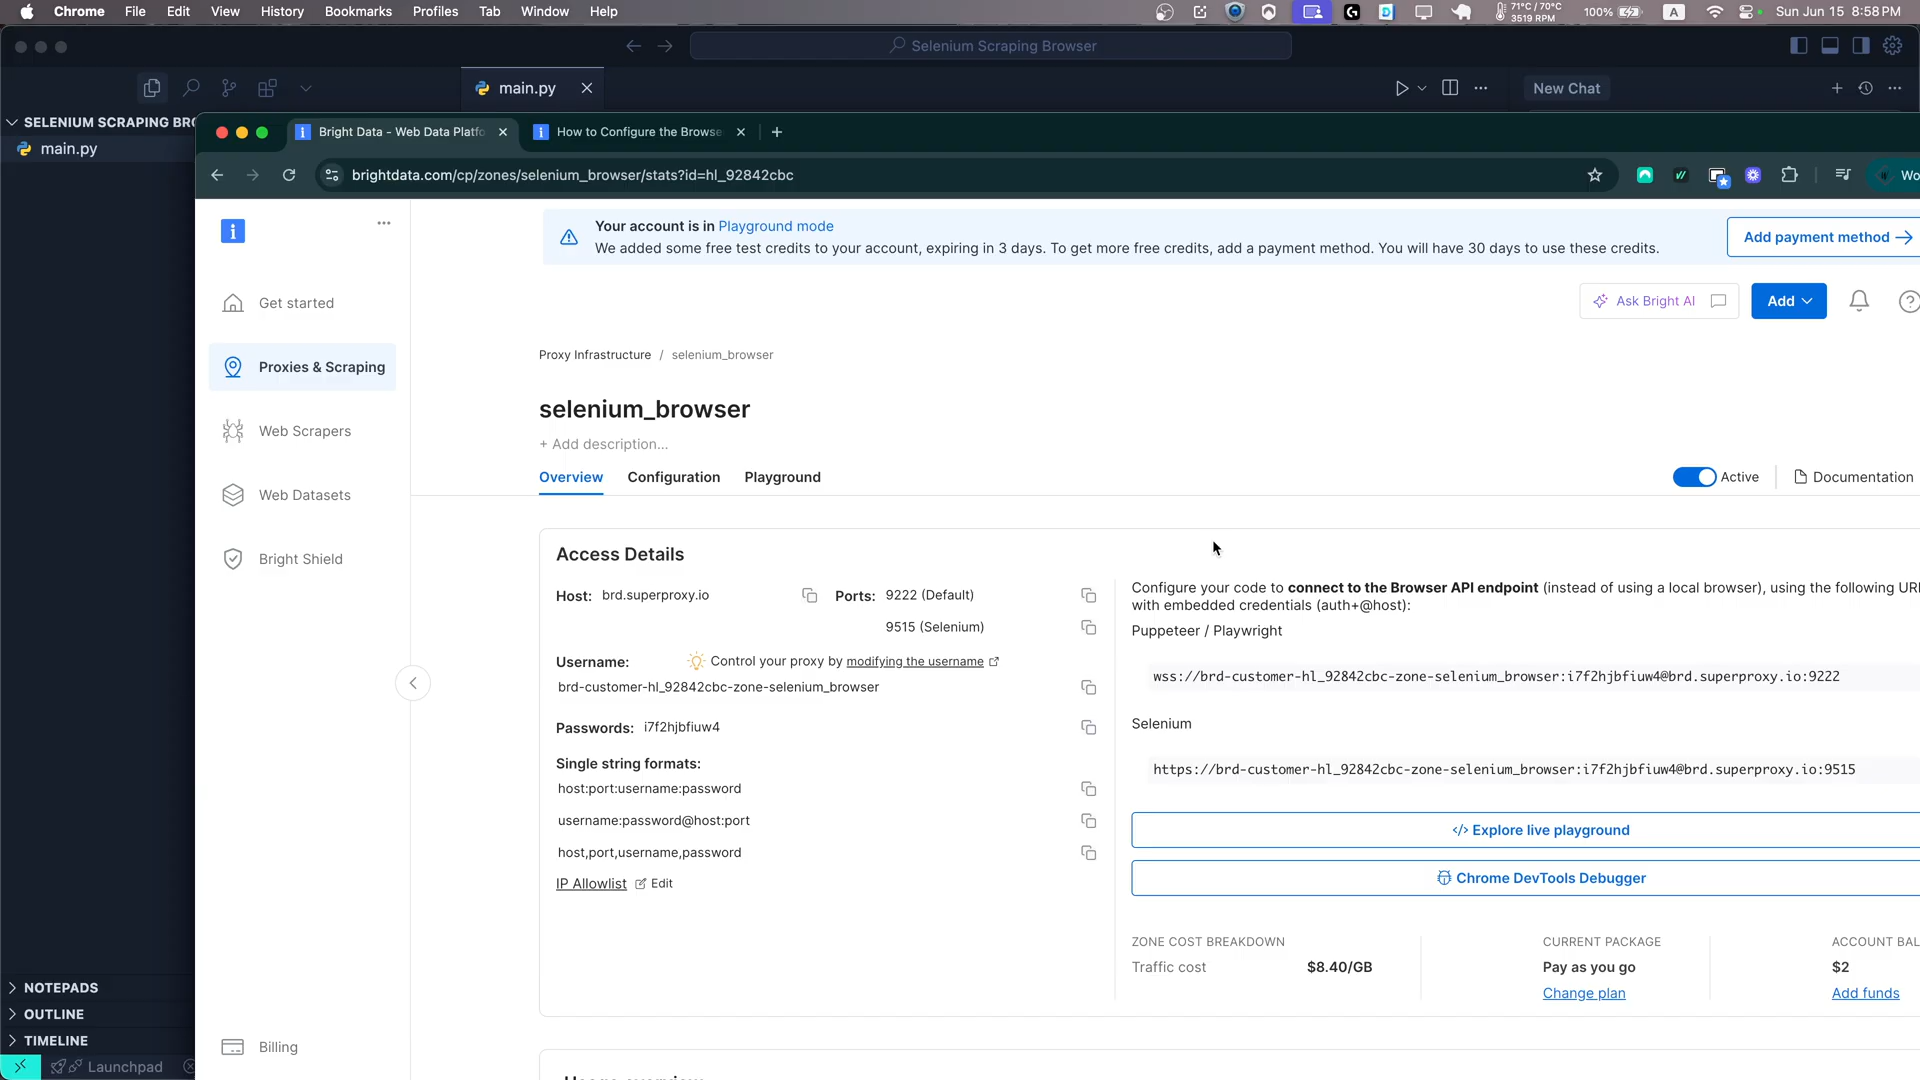 Chrome File Edit View History Bookmarks Profiles Tab Window Help
71°C / 70°C
3519 RPM
100%
A
Sun Jun 15 8:58 PM
Selenium Scraping Browser
main.py
New Chat
SELENIUM SCRAPING BRO
main.py
Bright Data - Web Data Platfo
How to Configure the Browse
brightdata.com/cp/zones/selenium_browser/stats?id=hl_92842cbc
Wo
Your account is in Playground mode
We added some free test credits to your account, expiring in 3 days. To get more free credits, add a payment method. You will have 30 days to use these credits.
Add payment method
Get started
Proxies & Scraping
Web Scrapers
Web Datasets
Bright Shield
Billing
Ask Bright AI
Add
Proxy Infrastructure / selenium_browser
selenium_browser
+ Add description...
Overview Configuration Playground
Active
Documentation
Access Details
Host: brd.superproxy.io
Ports: 9222 (Default)
9515 (Selenium)
Username: Control your proxy by modifying the username
brd-customer-hl_92842cbc-zone-selenium_browser
Passwords: i7f2hjbfiuw4
Single string formats:
host:port:username:password
username:password@host:port
host,port,username,password
IP Allowlist Edit
Configure your code to connect to the Browser API endpoint (instead of using a local browser), using the following URL
with embedded credentials (auth+@host):
Puppeteer / Playwright
wss://brd-customer-hl_92842cbc-zone-selenium_browser:i7f2hjbfiuw4@brd.superproxy.io:9222
Selenium
https://brd-customer-hl_92842cbc-zone-selenium_browser:i7f2hjbfiuw4@brd.superproxy.io:9515
</> Explore live playground
Chrome DevTools Debugger
ZONE COST BREAKDOWN
Traffic cost $8.40/GB
CURRENT PACKAGE
Pay as you go
Change plan
ACCOUNT BAL
$2
Add funds
NOTEPADS
OUTLINE
TIMELINE
Launchpad